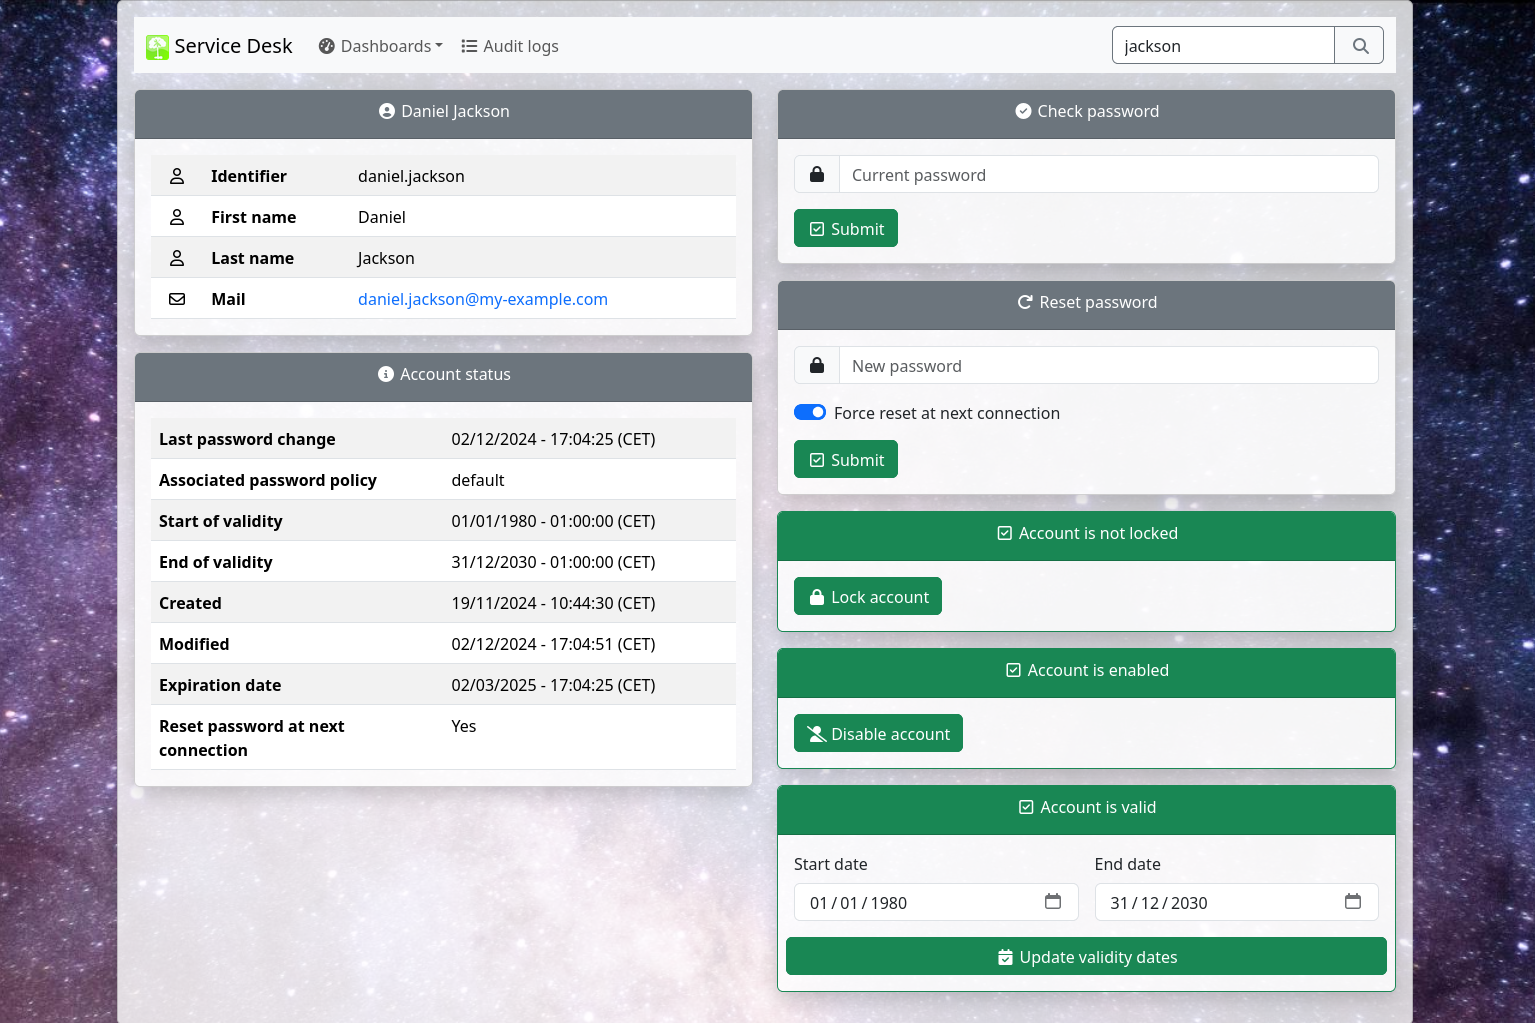 Service Desk
Dashboards
Audit logs
jackson
Daniel Jackson
Identifier daniel.jackson
First name Daniel
Last name Jackson
Mail daniel.jackson@my-example.com
Account status
Last password change 02/12/2024 - 17:04:25 (CET)
Associated password policy default
Start of validity 01/01/1980 - 01:00:00 (CET)
End of validity 31/12/2030 - 01:00:00 (CET)
Created 19/11/2024 - 10:44:30 (CET)
Modified 02/12/2024 - 17:04:51 (CET)
Expiration date 02/03/2025 - 17:04:25 (CET)
Reset password at next Yes
connection
Check password
Current password
Submit
Reset password
New password
Force reset at next connection
Submit
Account is not locked
Lock account
Account is enabled
Disable account
Account is valid
Start date End date
01/01/1980 31/12/2030
Update validity dates